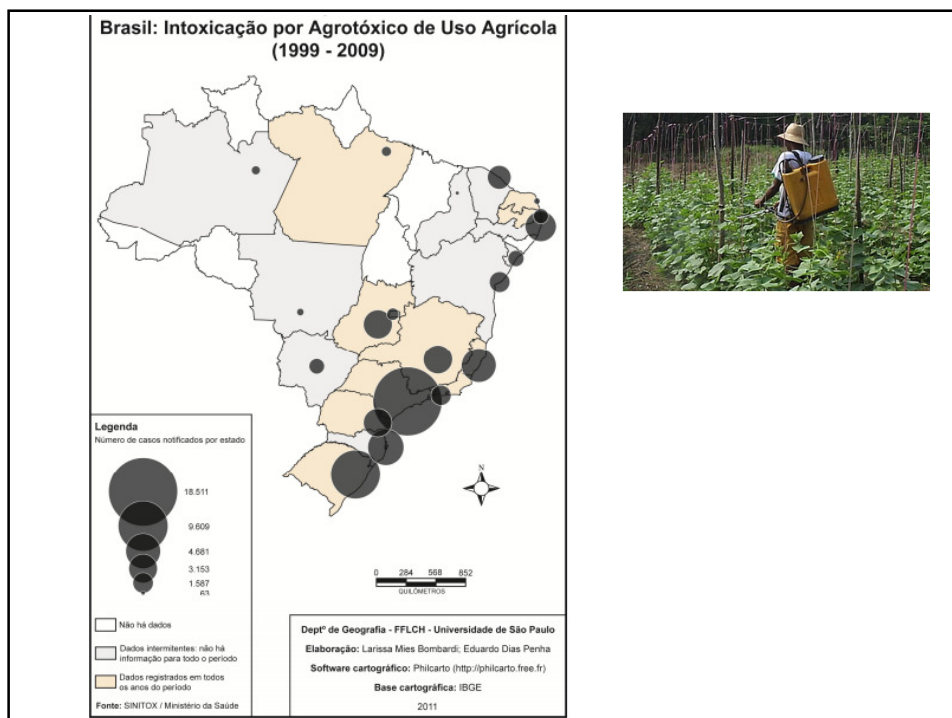 Brasil: Intoxicação por Agrotóxico de Uso Agrícola
(1999 - 2009)
Legenda
Número de casos notificados por estado
18.511
9.609
4.681
3.153
1.587
63
Não há dados
Dados intermitentes: não há
informação para todo o período
Dados registrados em todos
os anos do período
Fonte: SINITOX / Ministério da Saúde
N
0 284 568 852
QUILÔMETROS
Deptº de Geografia - FFLCH - Universidade de São Paulo
Elaboração: Larissa Mies Bombardi; Eduardo Dias Penha
Software cartográfico: Philcarto (http://philcarto.free.fr)
Base cartográfica: IBGE
2011